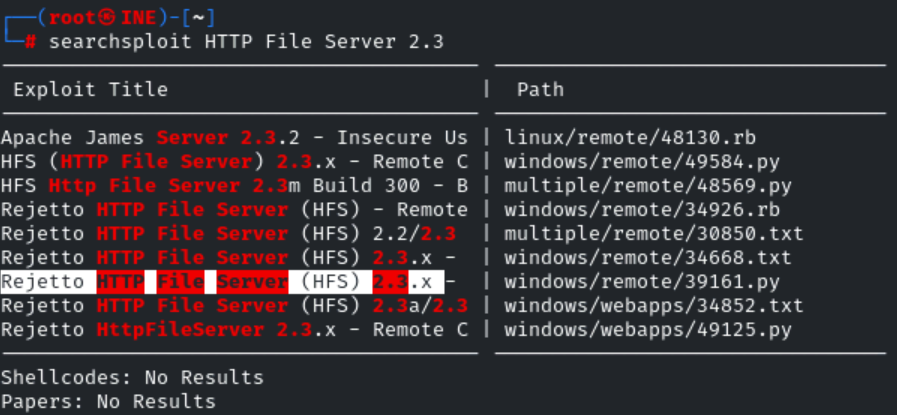 ┌──(root㉿INE)-[~]
└─# searchsploit HTTP File Server 2.3
Exploit Title | Path
Apache James Server 2.3.2 - Insecure Us | linux/remote/48130.rb
HFS (HTTP File Server) 2.3.x - Remote C | windows/remote/49584.py
HFS Http File Server 2.3m Build 300 - B | multiple/remote/48569.py
Rejetto HTTP File Server (HFS) - Remote | windows/remote/34926.rb
Rejetto HTTP File Server (HFS) 2.2/2.3 | multiple/remote/30850.txt
Rejetto HTTP File Server (HFS) 2.3.x - | windows/remote/34668.txt
Rejetto HTTP File Server (HFS) 2.3.x - | windows/remote/39161.py
Rejetto HTTP File Server (HFS) 2.3a/2.3 | windows/webapps/34852.txt
Rejetto HttpFileServer 2.3.x - Remote C | windows/webapps/49125.py
Shellcodes: No Results
Papers: No Results